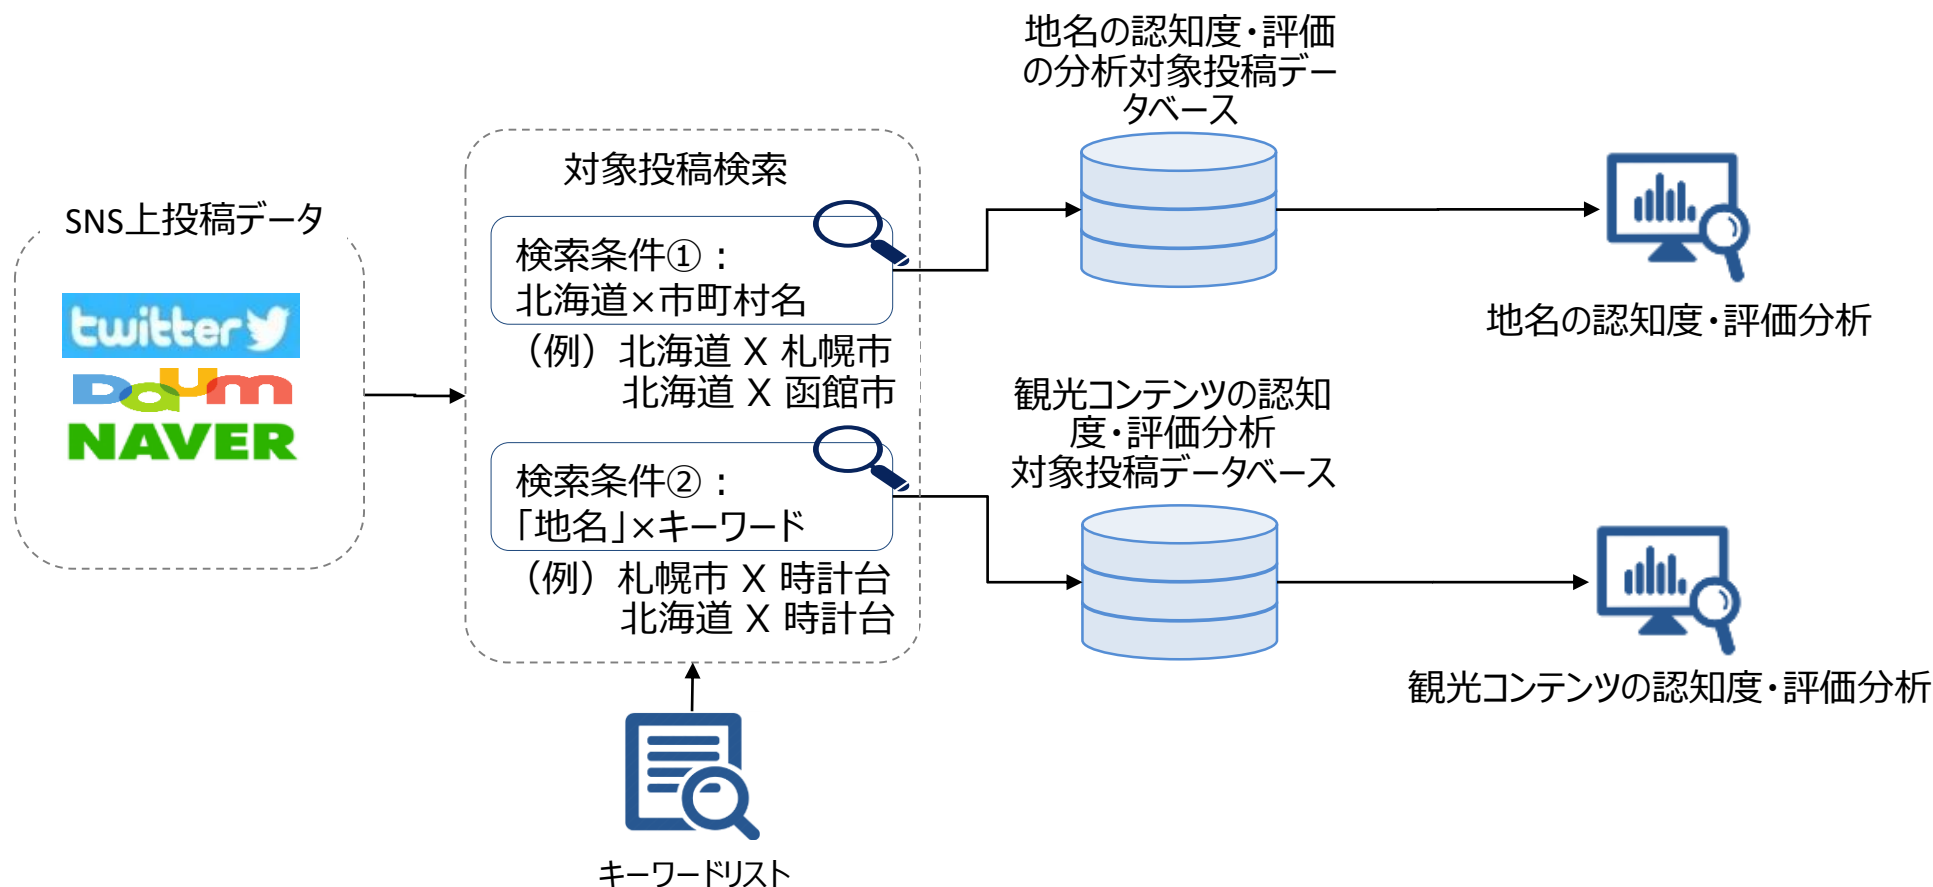 SNS上投稿データ
twitter
Daum
NAVER
対象投稿検索
検索条件①：
北海道×市町村名
（例）北海道 X 札幌市
北海道 X 函館市
検索条件②：
「地名」×キーワード
（例）札幌市 X 時計台
北海道 X 時計台
キーワードリスト
地名の認知度・評価
の分析対象投稿デー
タベース
地名の認知度・評価分析
観光コンテンツの認知
度・評価分析
対象投稿データベース
観光コンテンツの認知度・評価分析